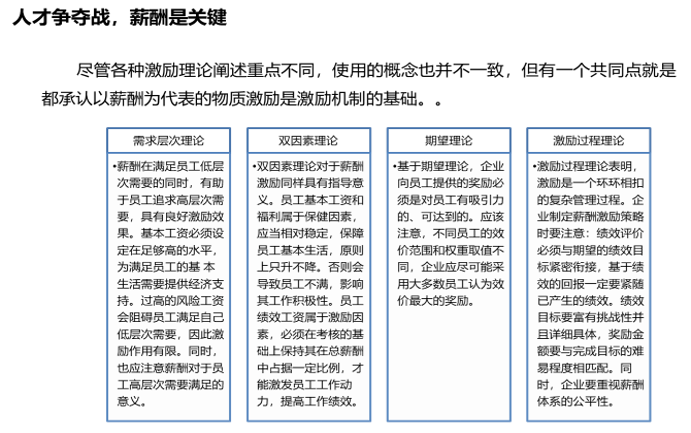 人才争夺战，薪酬是关键
尽管各种激励理论阐述重点不同，使用的概念也并不一致，但有一个共同点就是
都承认以薪酬为代表的物质激励是激励机制的基础。。
需求层次理论
•薪酬在满足员工低层
次需要的同时，有助
于员工追求高层次需
要，具有良好激励效
果。基本工资必须设
定在足够高的水平，
为满足员工的基 本
生活需要提供经济支
持。过高的风险工资
会阻碍员工满足自己
低层次需要，因此激
励作用有限。同时，
也应注意薪酬对于员
工高层次需要满足的
意义。
双因素理论
•双因素理论对于薪酬
激励同样具有指导意
义。员工基本工资和
福利属于保健因素，
应当相对稳定，保障
员工基本生活，原则
上只升不降。否则会
导致员工不满，影响
其工作积极性。员工
绩效工资属于激励因
素，必须在考核的基
础上保持其在总薪酬
中占据一定比例，才
能激发员工工作动
力，提高工作绩效。
期望理论
•基于期望理论，企业
向员工提供的奖励必
须是对员工有吸引力
的、可达到的。应该
注意，不同员工的效
价范围和权重取值不
同，企业应尽可能采
用大多数员工认为效
价最大的奖励。
激励过程理论
•激励过程理论表明，
激励是一个环环相扣
的复杂管理过程。企
业制定薪酬激励策略
时要注意：绩效评价
必须与期望的绩效目
标紧密衔接，基于绩
效的回报一定要紧随
已产生的绩效。绩效
目标要富有挑战性并
且详细具体，奖励金
额要与完成目标的难
易程度相匹配。同
时，企业要重视薪酬
体系的公平性。